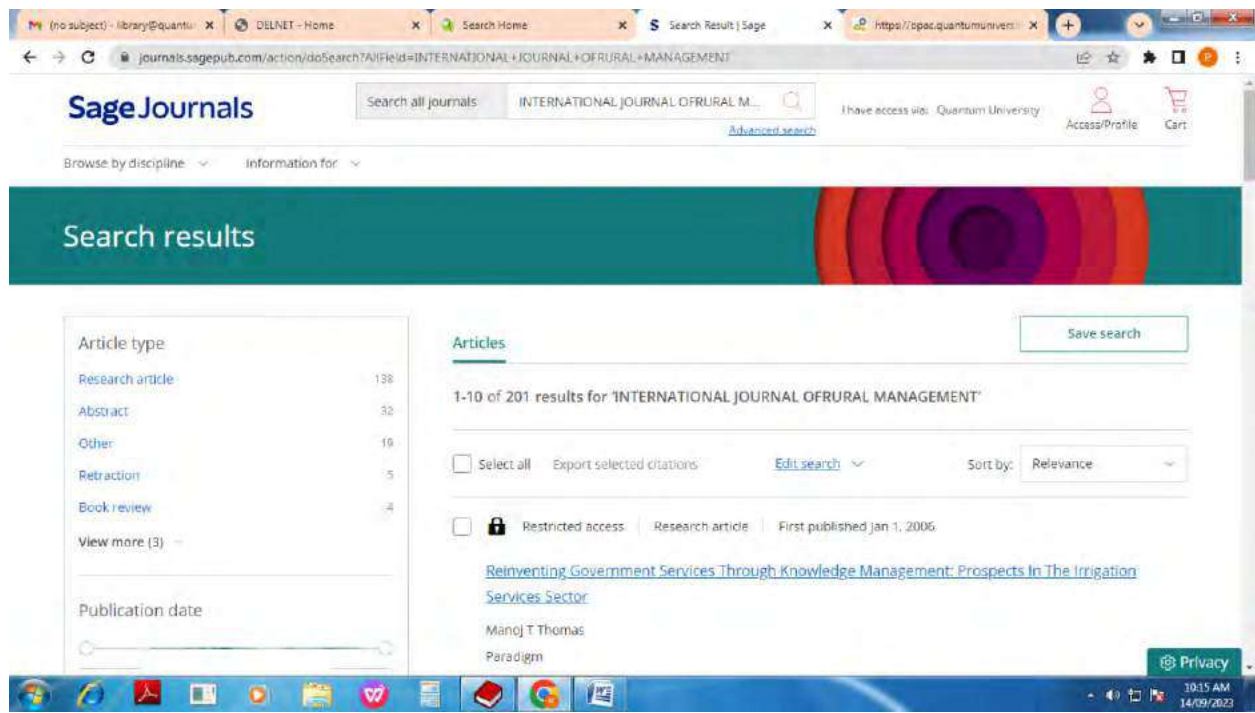 (no subject) - library@quantu
DELNET - Home
Search Home
Search Result | Sage
https://opac.quantumuniversi
journals.sagepub.com/action/doSearch?AllField=INTERNATIONAL+JOURNAL+OFRURAL+MANAGEMENT
P
Sage Journals
Search all journals
INTERNATIONAL JOURNAL OFRURAL M...
Advanced search
I have access via: Quantum University
Access/Profile
Cart
Browse by discipline
Information for
Search results
Article type
Research article 138
Abstract 32
Other 19
Retraction 5
Book review 4
View more (3)
Publication date
Articles
Save search
1-10 of 201 results for 'INTERNATIONAL JOURNAL OFRURAL MANAGEMENT'
Select all Export selected citations Edit search Sort by: Relevance
Restricted access Research article First published Jan 1, 2006
Reinventing Government Services Through Knowledge Management: Prospects In The Irrigation
Services Sector
Manoj T Thomas
Paradigm
Privacy
10:15 AM
14/09/2023